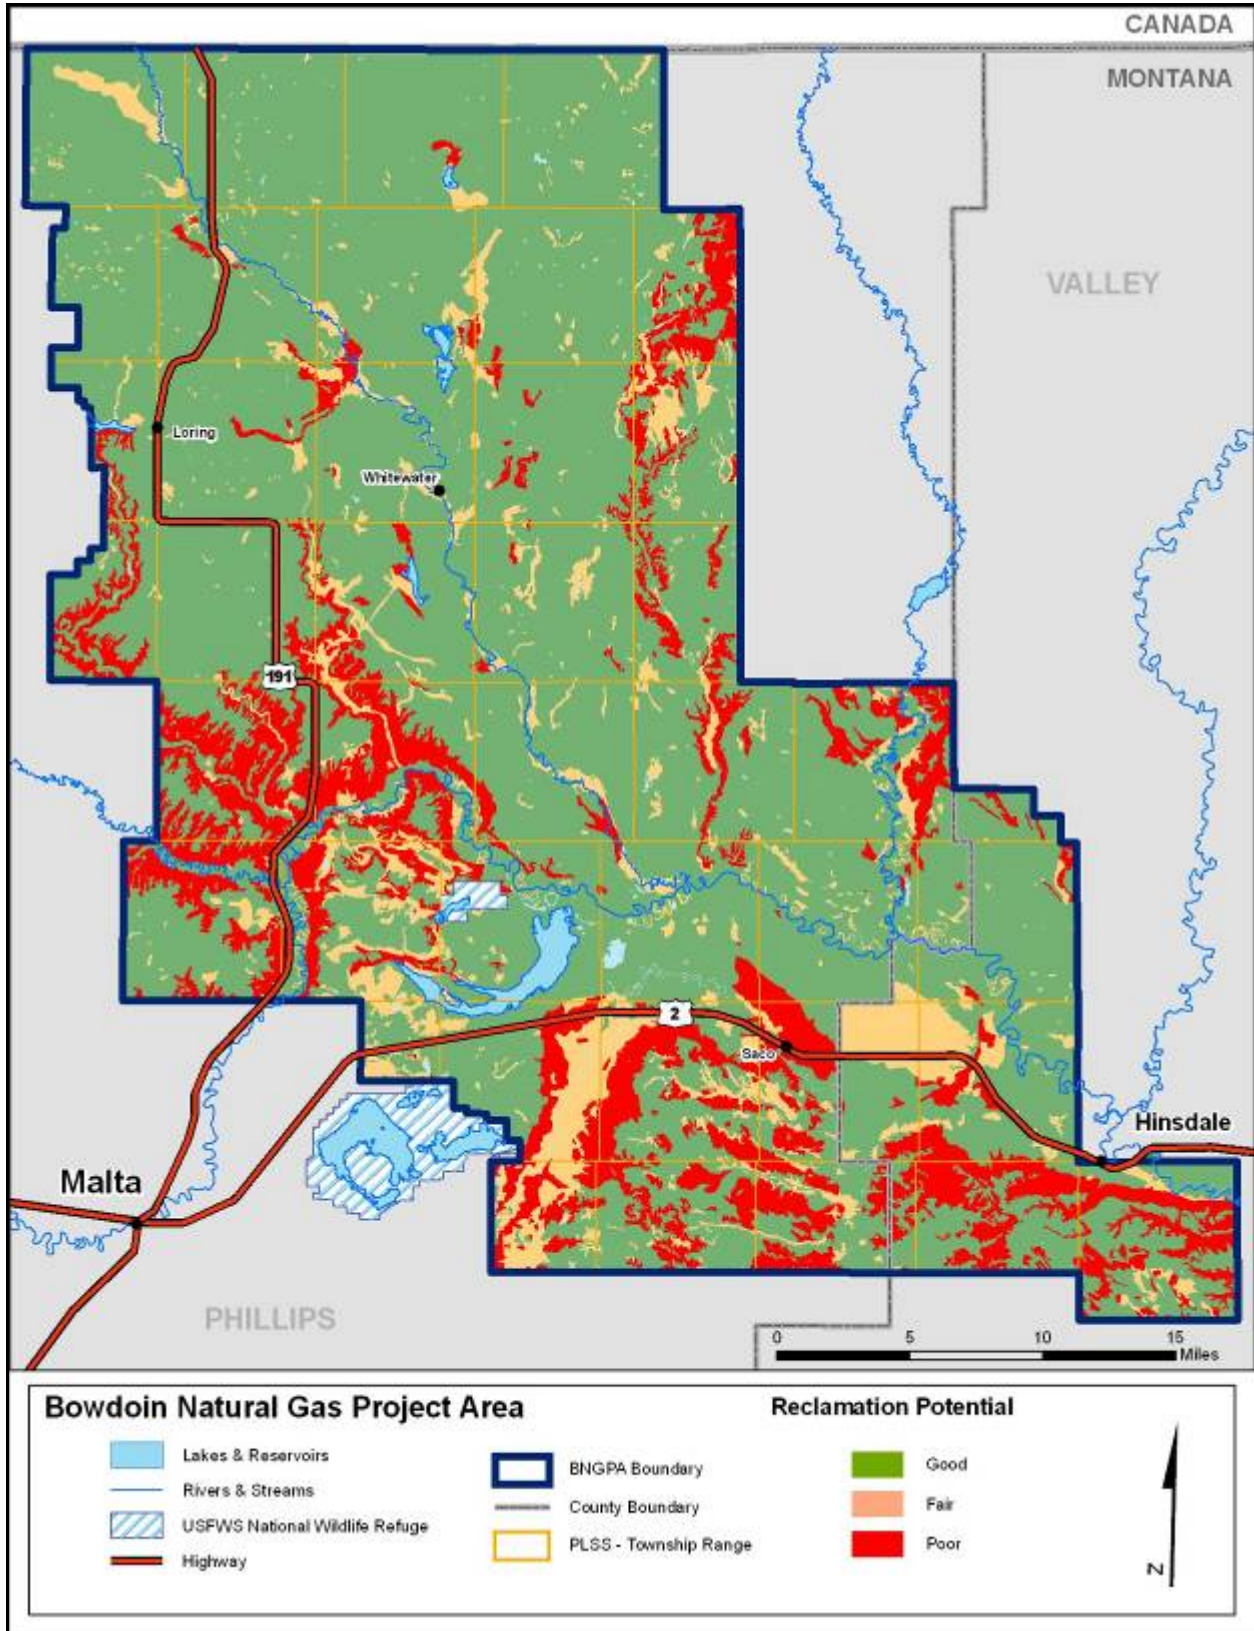 CANADA
MONTANA
VALLEY
Loring
Whitewater
191
2
Saco
Hinsdale
Malta
PHILLIPS
0 5 10 15
Miles
Bowdoin Natural Gas Project Area
Reclamation Potential
Lakes & Reservoirs
Rivers & Streams
USFWS National Wildlife Refuge
Highway
BNGPA Boundary
County Boundary
PLSS - Township Range
Good
Fair
Poor
N